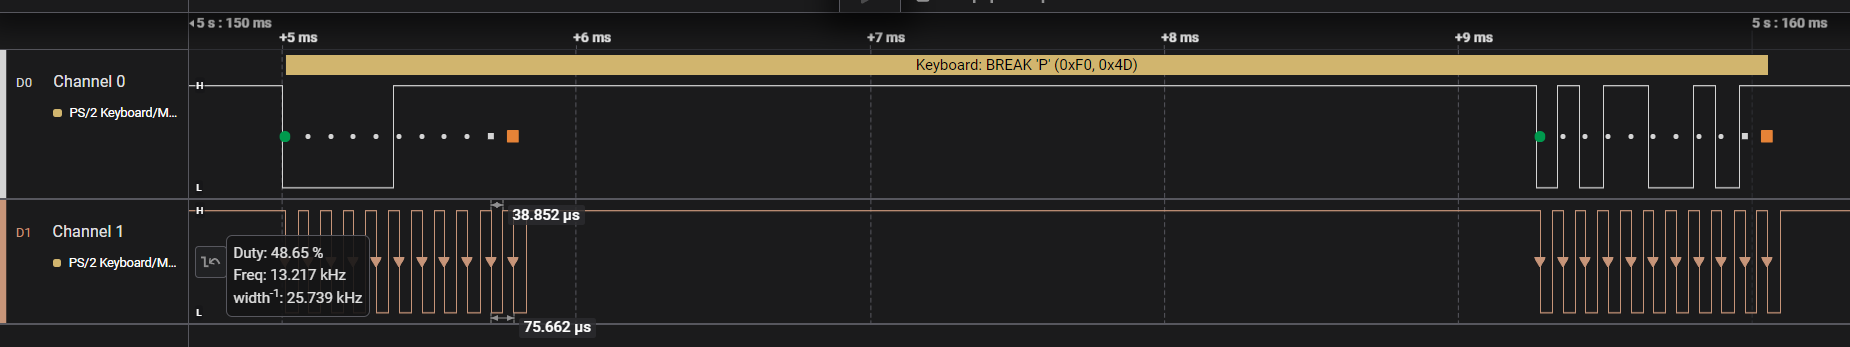 5 s : 150 ms
5 s : 160 ms
+5 ms
+6 ms
+7 ms
+8 ms
+9 ms
Keyboard: BREAK 'P' (0xF0, 0x4D)
D0 Channel 0
H
PS/2 Keyboard/M...
L
H
38.852 µs
D1 Channel 1
Duty: 48.65 %
PS/2 Keyboard/M...
Freq: 13.217 kHz
width⁻¹: 25.739 kHz
L
75.662 µs